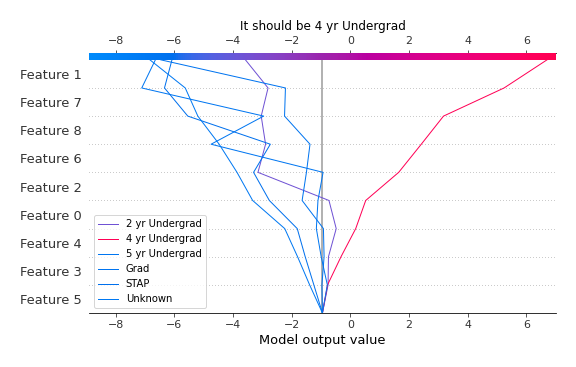 It should be 4 yr Undergrad
−8 −6 −4 −2 0 2 4 6
Feature 1
Feature 7
Feature 8
Feature 6
Feature 2
Feature 0
Feature 4
Feature 3
Feature 5
2 yr Undergrad
4 yr Undergrad
5 yr Undergrad
Grad
STAP
Unknown
−8 −6 −4 −2 0 2 4 6
Model output value